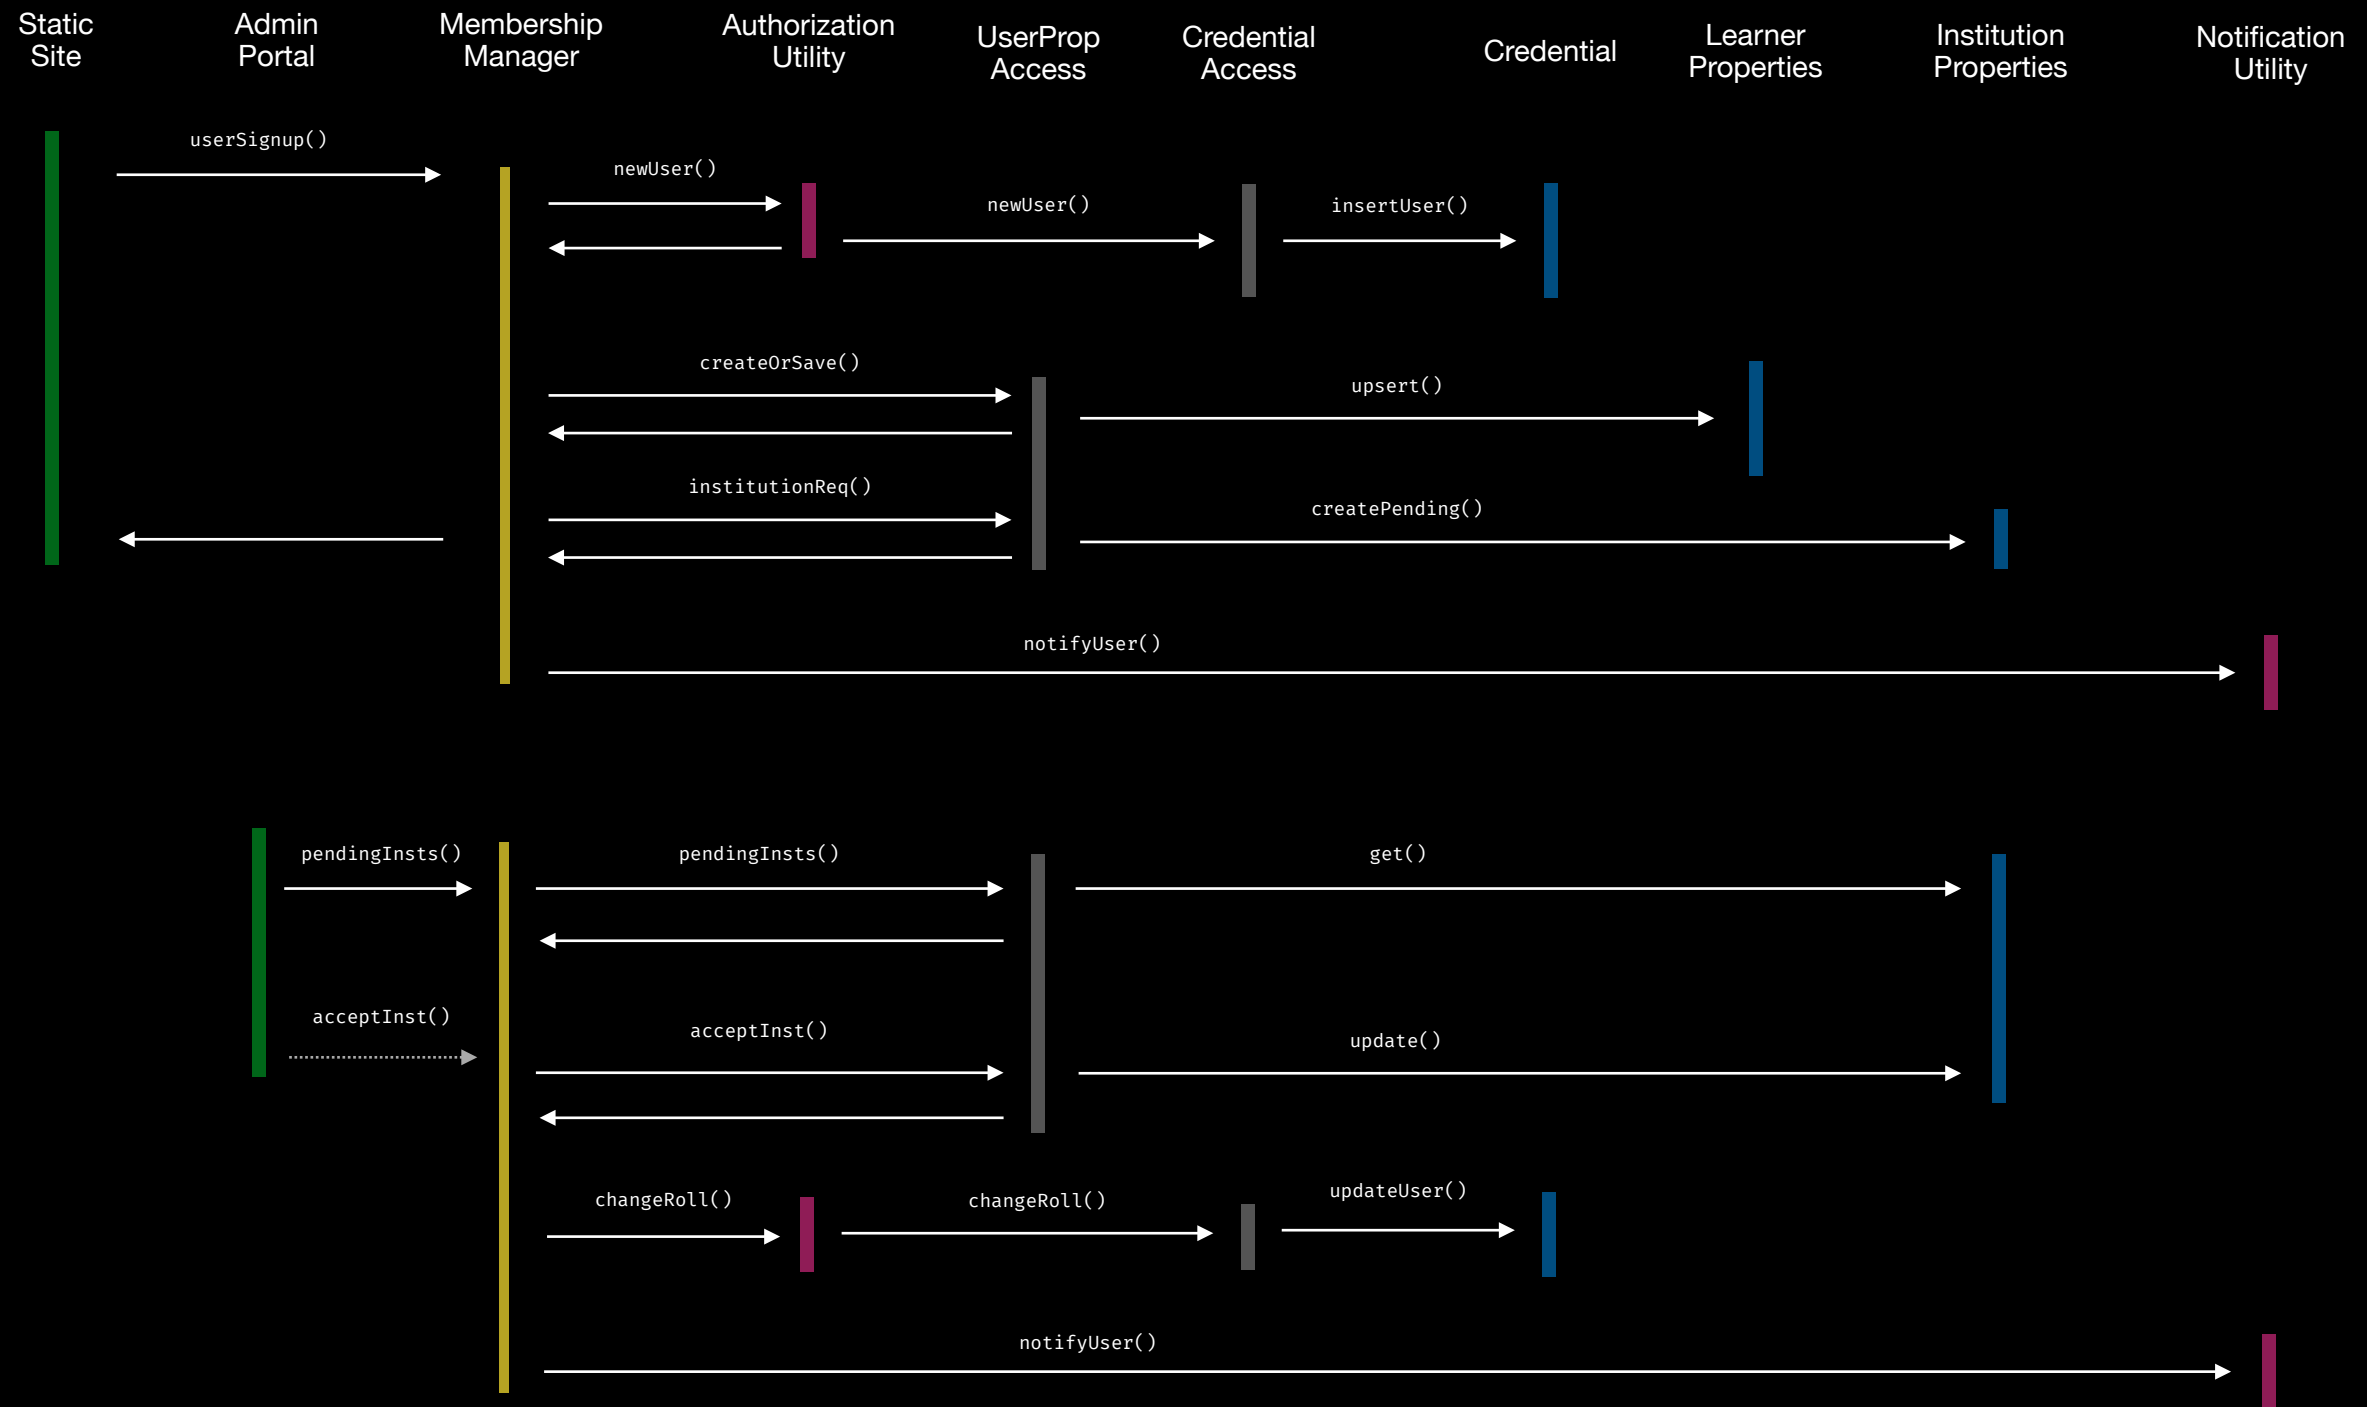 Static
Site
Admin
Portal
Membership
Manager
Authorization
Utility
UserProp
Access
Credential
Access
Credential
Learner
Properties
Institution
Properties
Notification
Utility
userSignup()
newUser()
newUser()
insertUser()
createOrSave()
upsert()
institutionReq()
createPending()
notifyUser()
pendingInsts()
pendingInsts()
get()
acceptInst()
acceptInst()
update()
changeRoll()
changeRoll()
updateUser()
notifyUser()